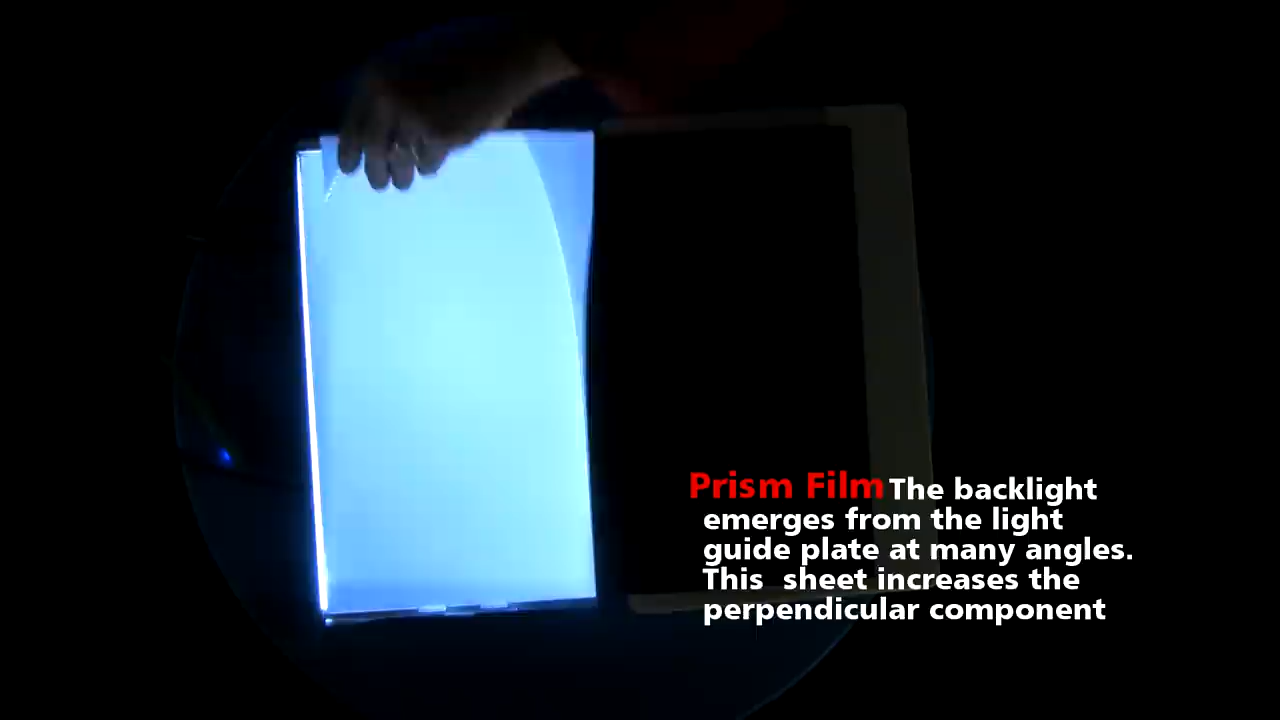 Prism Film The backlight
emerges from the light
guide plate at many angles.
This  sheet increases the
perpendicular component